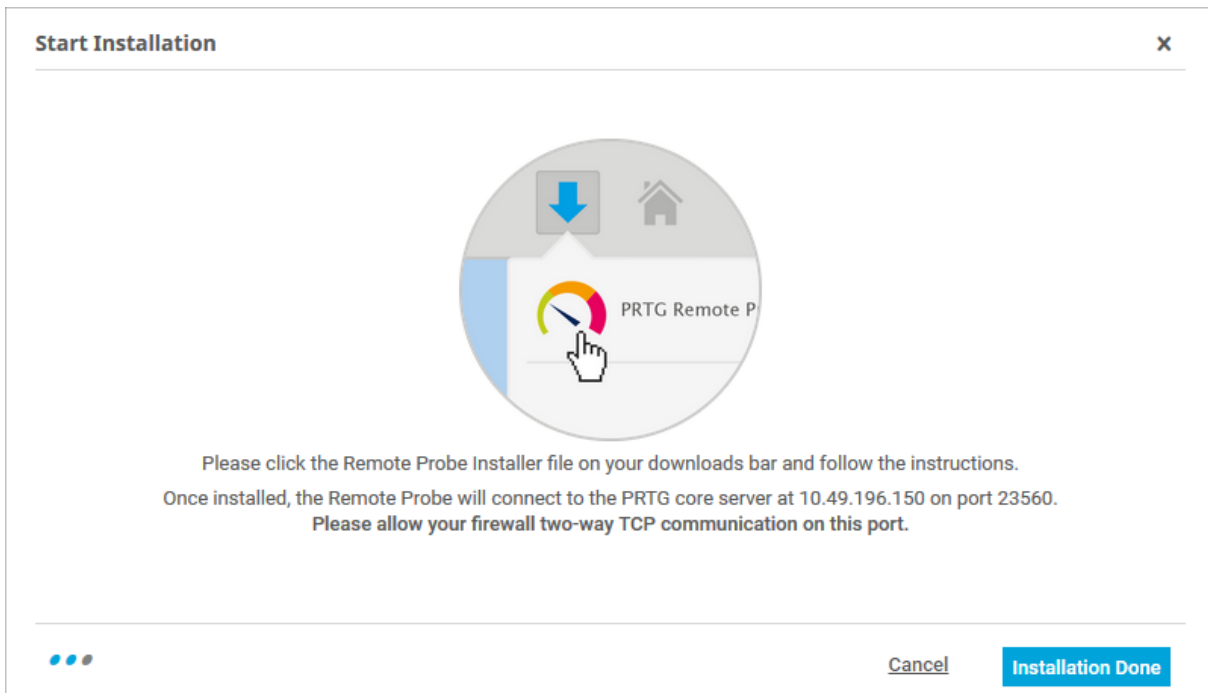 Start Installation
PRTG Remote P
Please click the Remote Probe Installer file on your downloads bar and follow the instructions.
Once installed, the Remote Probe will connect to the PRTG core server at 10.49.196.150 on port 23560.
Please allow your firewall two-way TCP communication on this port.
Cancel
Installation Done